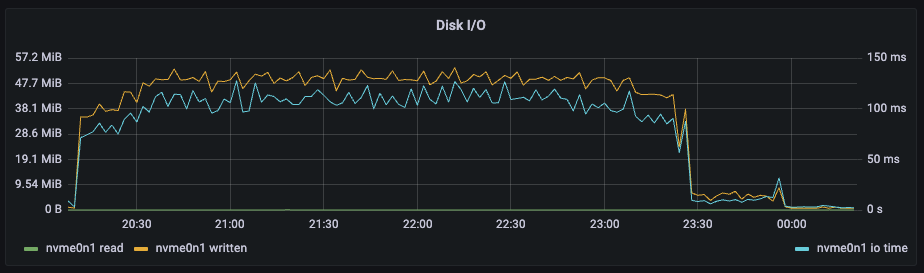 Disk I/O
57.2 MiB 150 ms
47.7 MiB
38.1 MiB 100 ms
28.6 MiB
19.1 MiB 50 ms
9.54 MiB
0 B 0 s
20:30 21:00 21:30 22:00 22:30 23:00 23:30 00:00
nvme0n1 read nvme0n1 written nvme0n1 io time